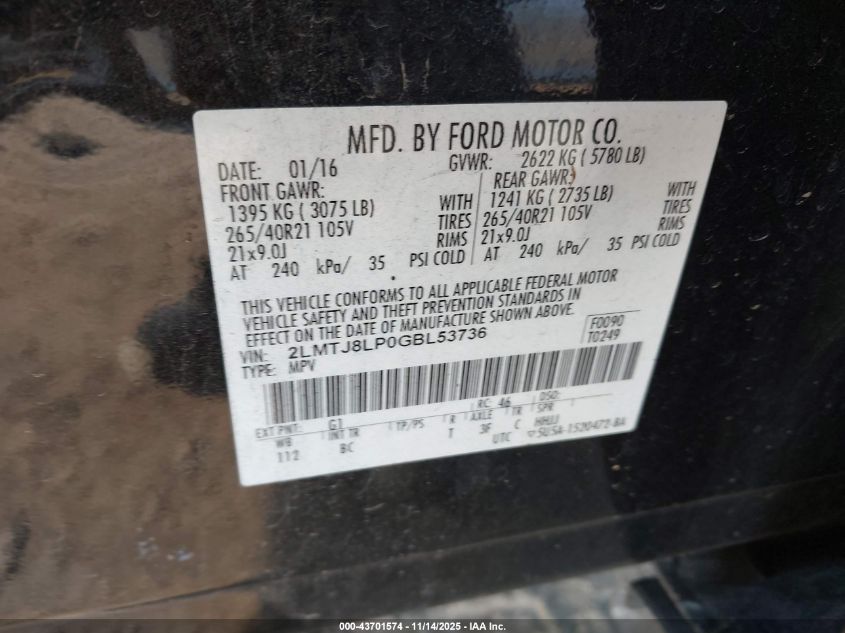 MFD. BY FORD MOTOR CO.
DATE: 01/16 GVWR: 2622 KG ( 5780 LB)
FRONT GAWR: REAR GAWR:
1395 KG ( 3075 LB) WITH 1241 KG ( 2735 LB) WITH
265/40R21 105V TIRES 265/40R21 105V TIRES
21x9.0J RIMS 21x9.0J RIMS
AT 240 kPa/ 35 PSI COLD AT 240 kPa/ 35 PSI COLD
THIS VEHICLE CONFORMS TO ALL APPLICABLE FEDERAL MOTOR
VEHICLE SAFETY AND THEFT PREVENTION STANDARDS IN
EFFECT ON THE DATE OF MANUFACTURE SHOWN ABOVE.
VIN: 2LMTJ8LP0GBL53736 F0090
TYPE: MPV T0249
EXT PNT: G1 RC: 46 DSO:
WB INT TR TP/PS R AXLE TR SPR
112 BC T 3F C HHJJ
UTC 5U5A-1520472-BA
000-43701574 - 11/14/2025 - IAA Inc.